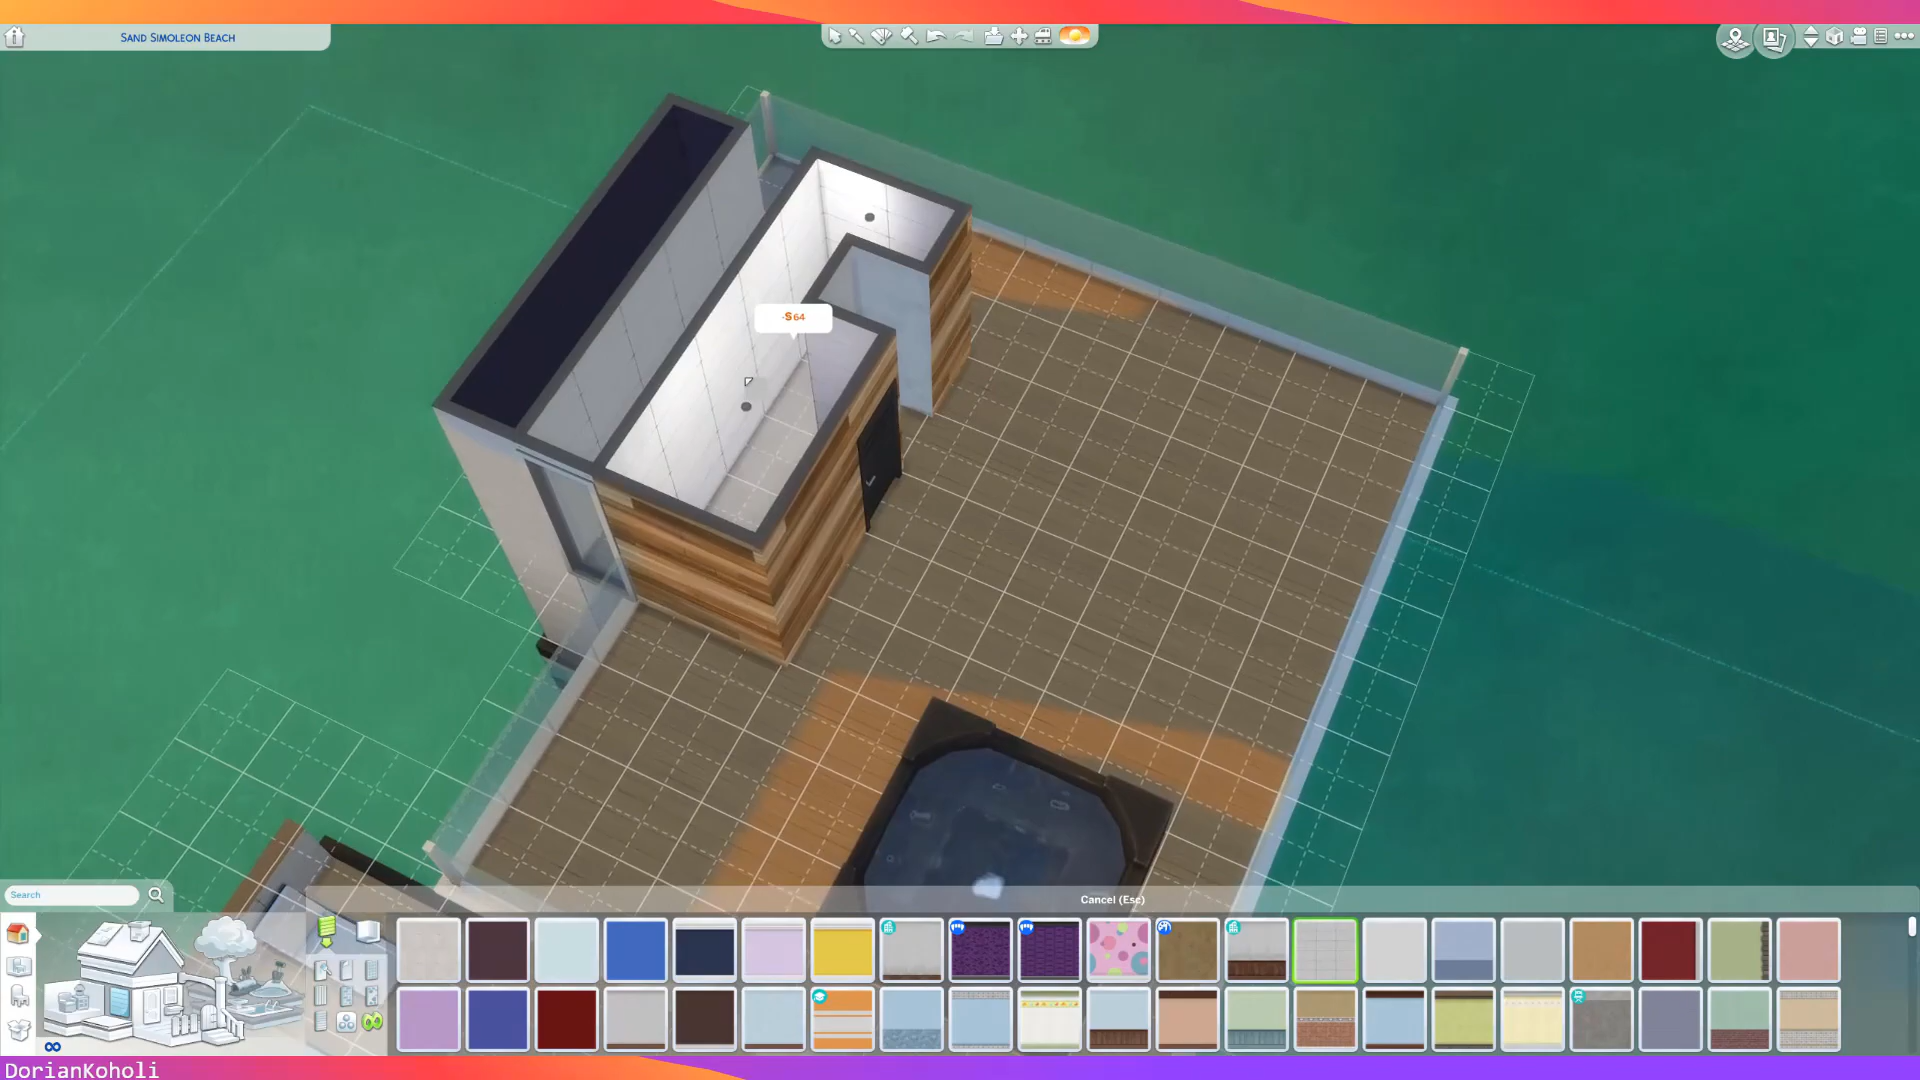 SAND SIMOLEON BEACH
-$64
Search
Cancel (Esc)
DorianKoholi